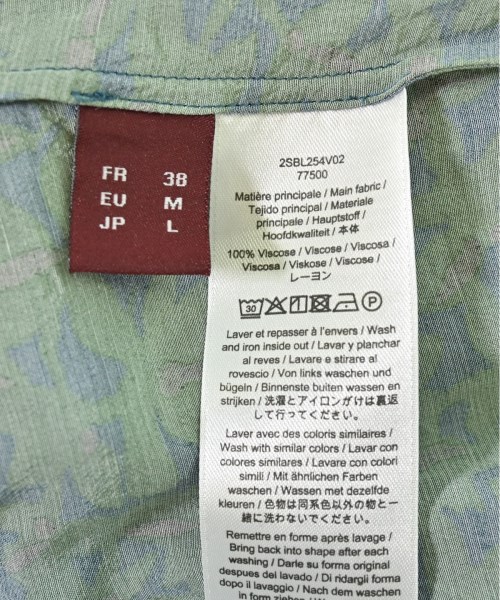 FR 38
EU M
JP L
2SBL254V02
77500
Matière principale / Main fabric /
Tejido principal / Materiale
principale / Hauptstoff /
Hoofdkwaliteit / 本体
100% Viscose / Viscose / Viscosa /
Viscosa / Viskose / Viscose /
レーヨン
30 P
Laver et repasser à l'envers / Wash
and iron inside out / Lavar y planchar
al reves / Lavare e stirare al
rovescio / Von links waschen und
bügeln / Binnenste buiten wassen en
strijken / 洗濯とアイロンがけは裏返
して行ってください。
Laver avec des coloris similaires /
Wash with similar colors / Lavar con
colores similares / Lavare con colori
simili / Mit ähnlichen Farben
waschen / Wassen met dezelfde
kleuren / 色物は同系色以外の物と一
緒に洗わないでください。
Remettre en forme après lavage /
Bring back into shape after each
washing / Darle su forma original
despues del lavado / Di ridargli forma
dopo il lavaggio / Nach dem waschen
in form ziehen /